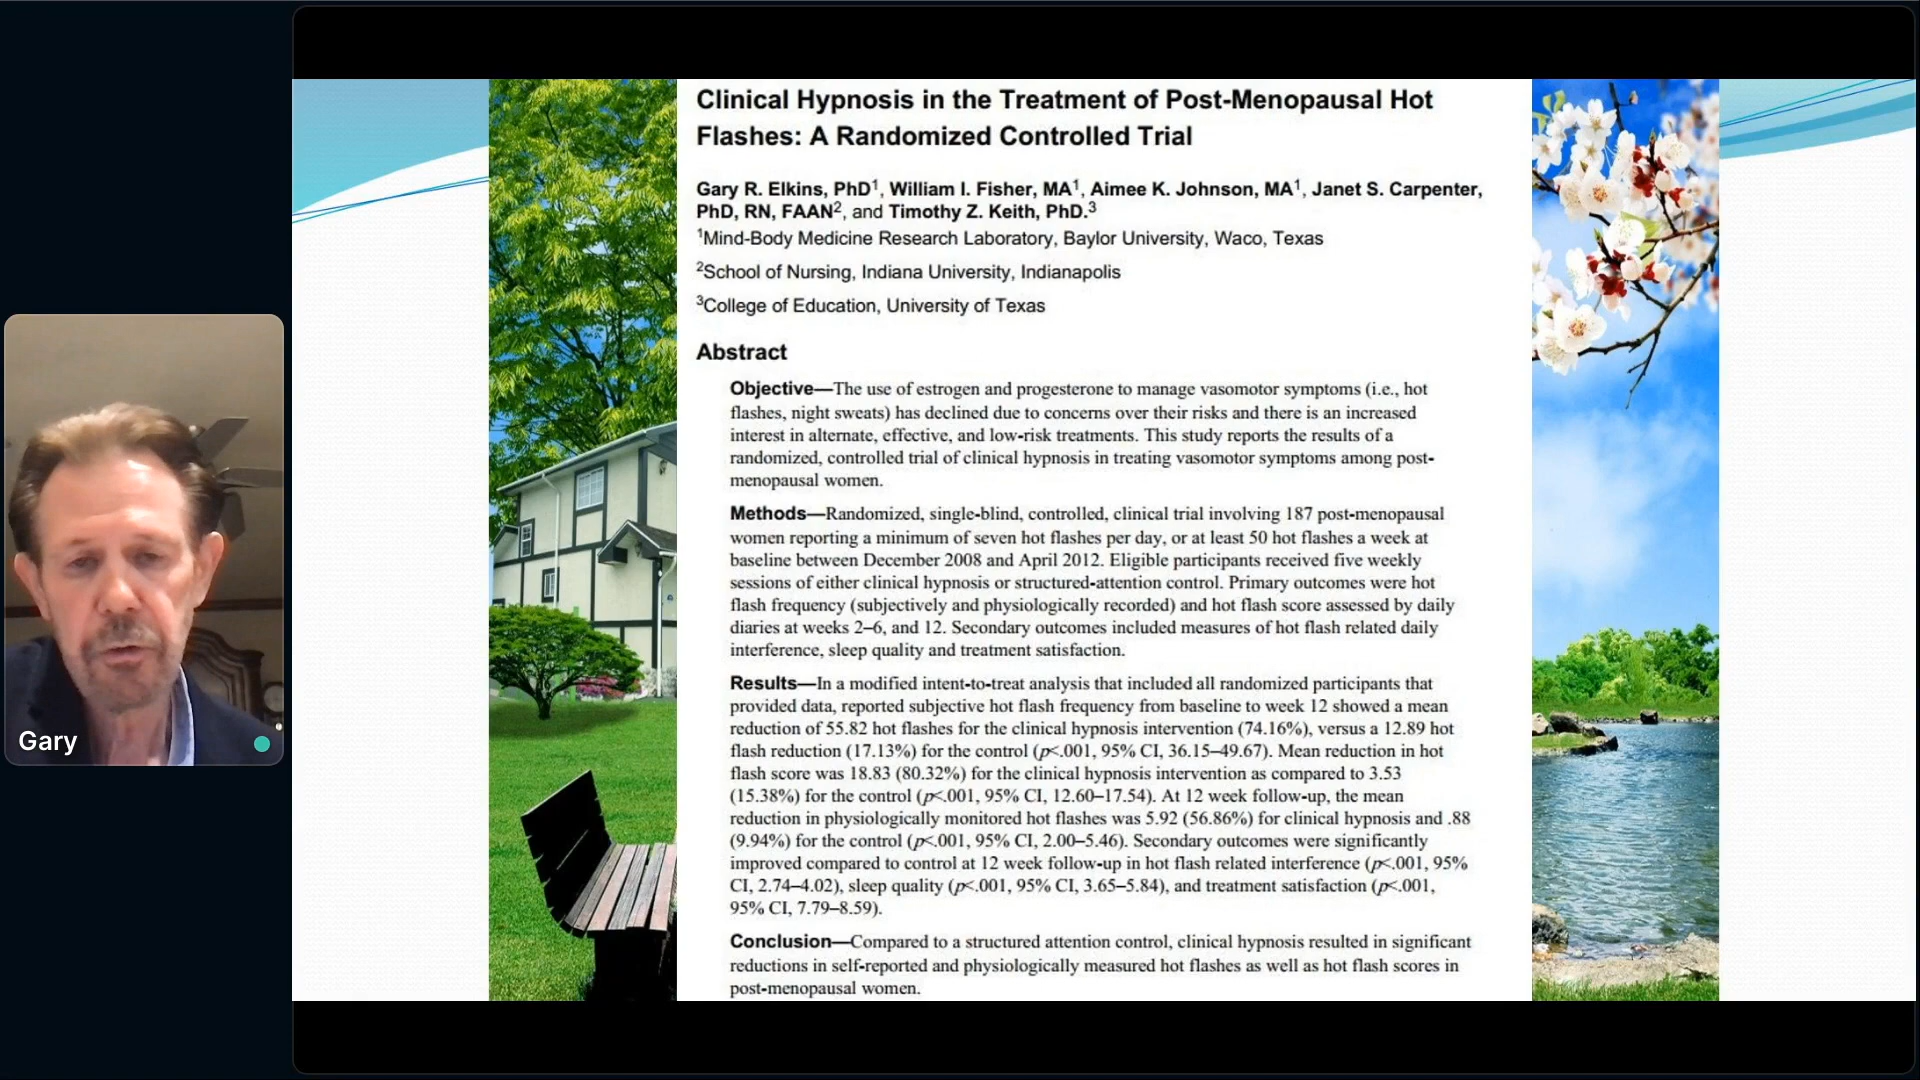 Clinical Hypnosis in the Treatment of Post-Menopausal Hot
Flashes: A Randomized Controlled Trial
Gary R. Elkins, PhD1, William I. Fisher, MA1, Aimee K. Johnson, MA1, Janet S. Carpenter,
PhD, RN, FAAN2, and Timothy Z. Keith, PhD.3
1Mind-Body Medicine Research Laboratory, Baylor University, Waco, Texas
2School of Nursing, Indiana University, Indianapolis
3College of Education, University of Texas
Abstract
Objective—The use of estrogen and progesterone to manage vasomotor symptoms (i.e., hot
flashes, night sweats) has declined due to concerns over their risks and there is an increased
interest in alternate, effective, and low-risk treatments. This study reports the results of a
randomized, controlled trial of clinical hypnosis in treating vasomotor symptoms among post-
menopausal women.
Methods—Randomized, single-blind, controlled, clinical trial involving 187 post-menopausal
women reporting a minimum of seven hot flashes per day, or at least 50 hot flashes a week at
baseline between December 2008 and April 2012. Eligible participants received five weekly
sessions of either clinical hypnosis or structured-attention control. Primary outcomes were hot
flash frequency (subjectively and physiologically recorded) and hot flash score assessed by daily
diaries at weeks 2–6, and 12. Secondary outcomes included measures of hot flash related daily
interference, sleep quality and treatment satisfaction.
Results—In a modified intent-to-treat analysis that included all randomized participants that
provided data, reported subjective hot flash frequency from baseline to week 12 showed a mean
reduction of 55.82 hot flashes for the clinical hypnosis intervention (74.16%), versus a 12.89 hot
flash reduction (17.13%) for the control (p<.001, 95% CI, 36.15–49.67). Mean reduction in hot
flash score was 18.83 (80.32%) for the clinical hypnosis intervention as compared to 3.53
(15.38%) for the control (p<.001, 95% CI, 12.60–17.54). At 12 week follow-up, the mean
reduction in physiologically monitored hot flashes was 5.92 (56.86%) for clinical hypnosis and .88
(9.94%) for the control (p<.001, 95% CI, 2.00–5.46). Secondary outcomes were significantly
improved compared to control at 12 week follow-up in hot flash related interference (p<.001, 95%
CI, 2.74–4.02), sleep quality (p<.001, 95% CI, 3.65–5.84), and treatment satisfaction (p<.001,
95% CI, 7.79–8.59).
Conclusion—Compared to a structured attention control, clinical hypnosis resulted in significant
reductions in self-reported and physiologically measured hot flashes as well as hot flash scores in
post-menopausal women.
Gary